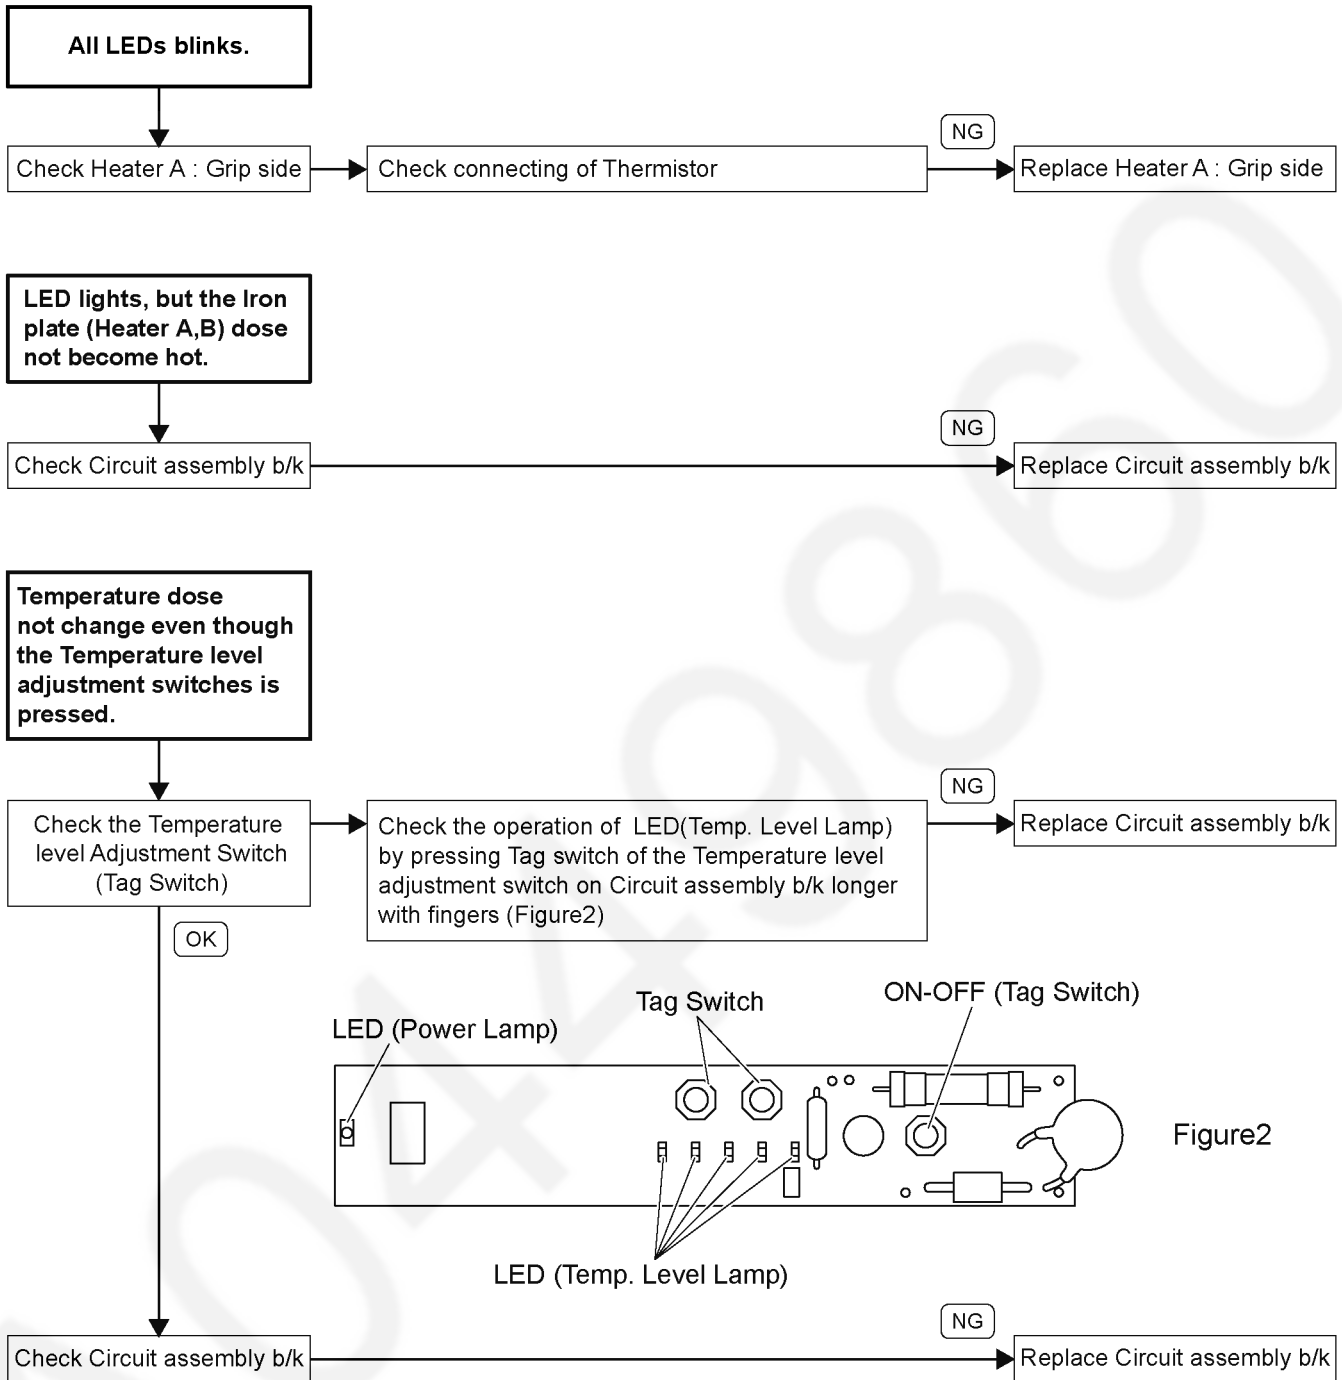 All LEDs blinks.
NG
Check Heater A : Grip side
Check connecting of Thermistor
Replace Heater A : Grip side
LED lights, but the Iron
plate (Heater A,B) dose
not become hot.
NG
Check Circuit assembly b/k
Replace Circuit assembly b/k
Temperature dose
not change even though
the Temperature level
adjustment switches is
pressed.
NG
Check the Temperature
level Adjustment Switch
(Tag Switch)
Check the operation of LED(Temp. Level Lamp)
by pressing Tag switch of the Temperature level
adjustment switch on Circuit assembly b/k longer
with fingers (Figure2)
Replace Circuit assembly b/k
OK
Tag Switch
ON-OFF (Tag Switch)
LED (Power Lamp)
Figure2
LED (Temp. Level Lamp)
NG
Check Circuit assembly b/k
Replace Circuit assembly b/k